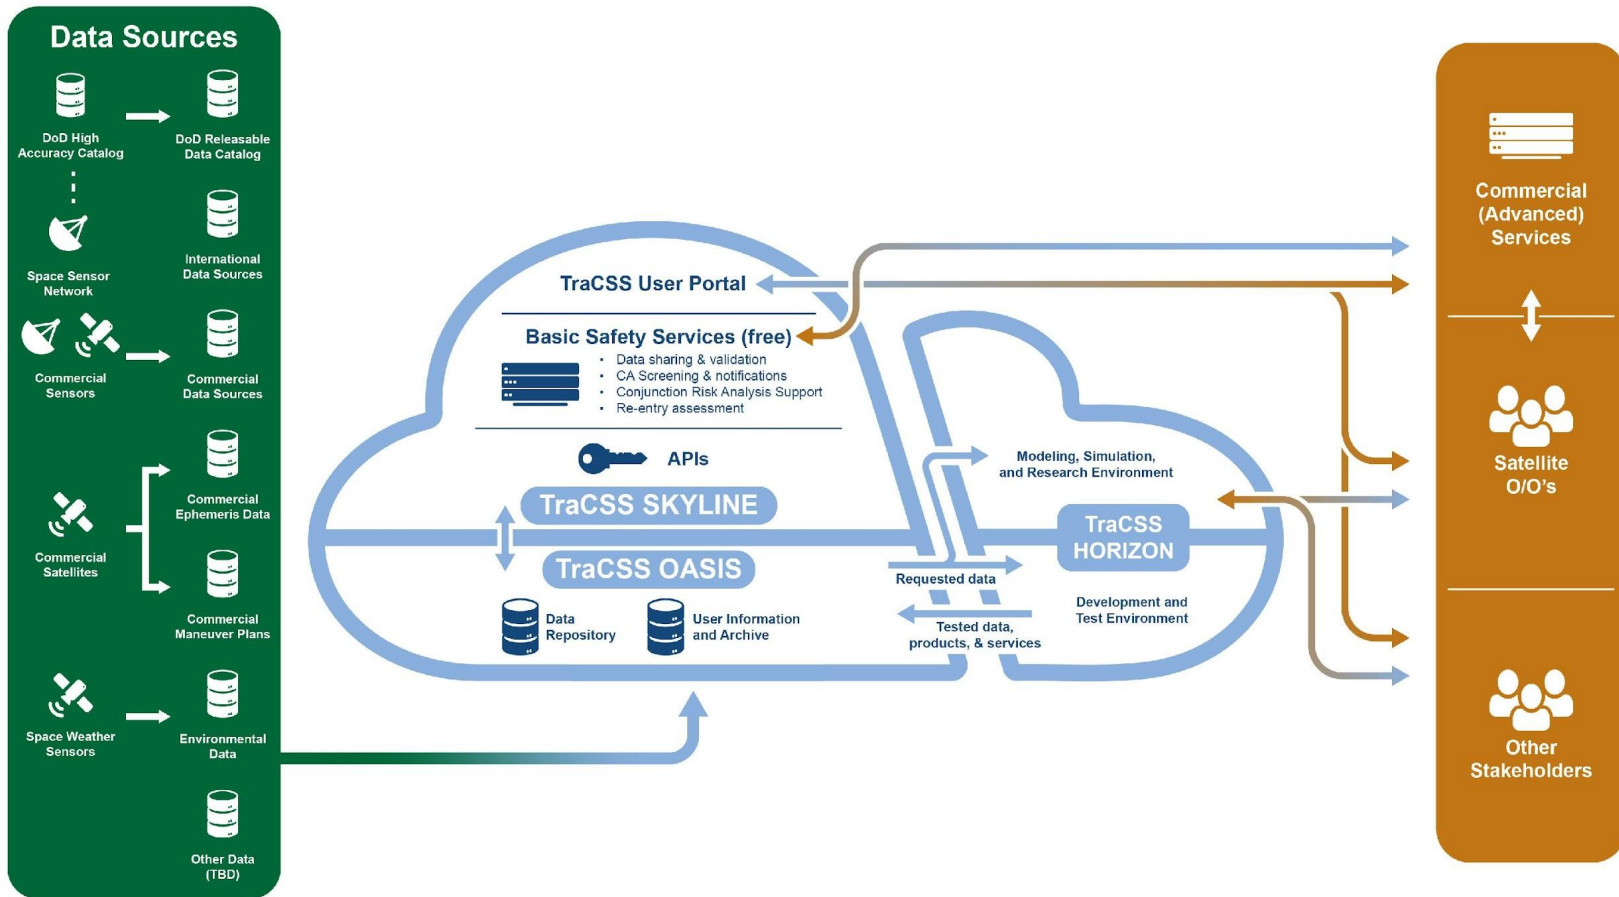 Data Sources
DoD High
Accuracy Catalog
DoD Releasable
Data Catalog
Space Sensor
Network
International
Data Sources
Commercial
Sensors
Commercial
Data Sources
Commercial
Satellites
Commercial
Ephemeris Data
Commercial
Maneuver Plans
Space Weather
Sensors
Environmental
Data
Other Data
(TBD)
TraCSS User Portal
Basic Safety Services (free)
• Data sharing & validation
• CA Screening & notifications
• Conjunction Risk Analysis Support
• Re-entry assessment
APIs
TraCSS SKYLINE
TraCSS OASIS
Data
Repository
User Information
and Archive
Requested data
Tested data,
products, & services
Modeling, Simulation,
and Research Environment
TraCSS
HORIZON
Development and
Test Environment
Commercial
(Advanced)
Services
Satellite
O/O's
Other
Stakeholders